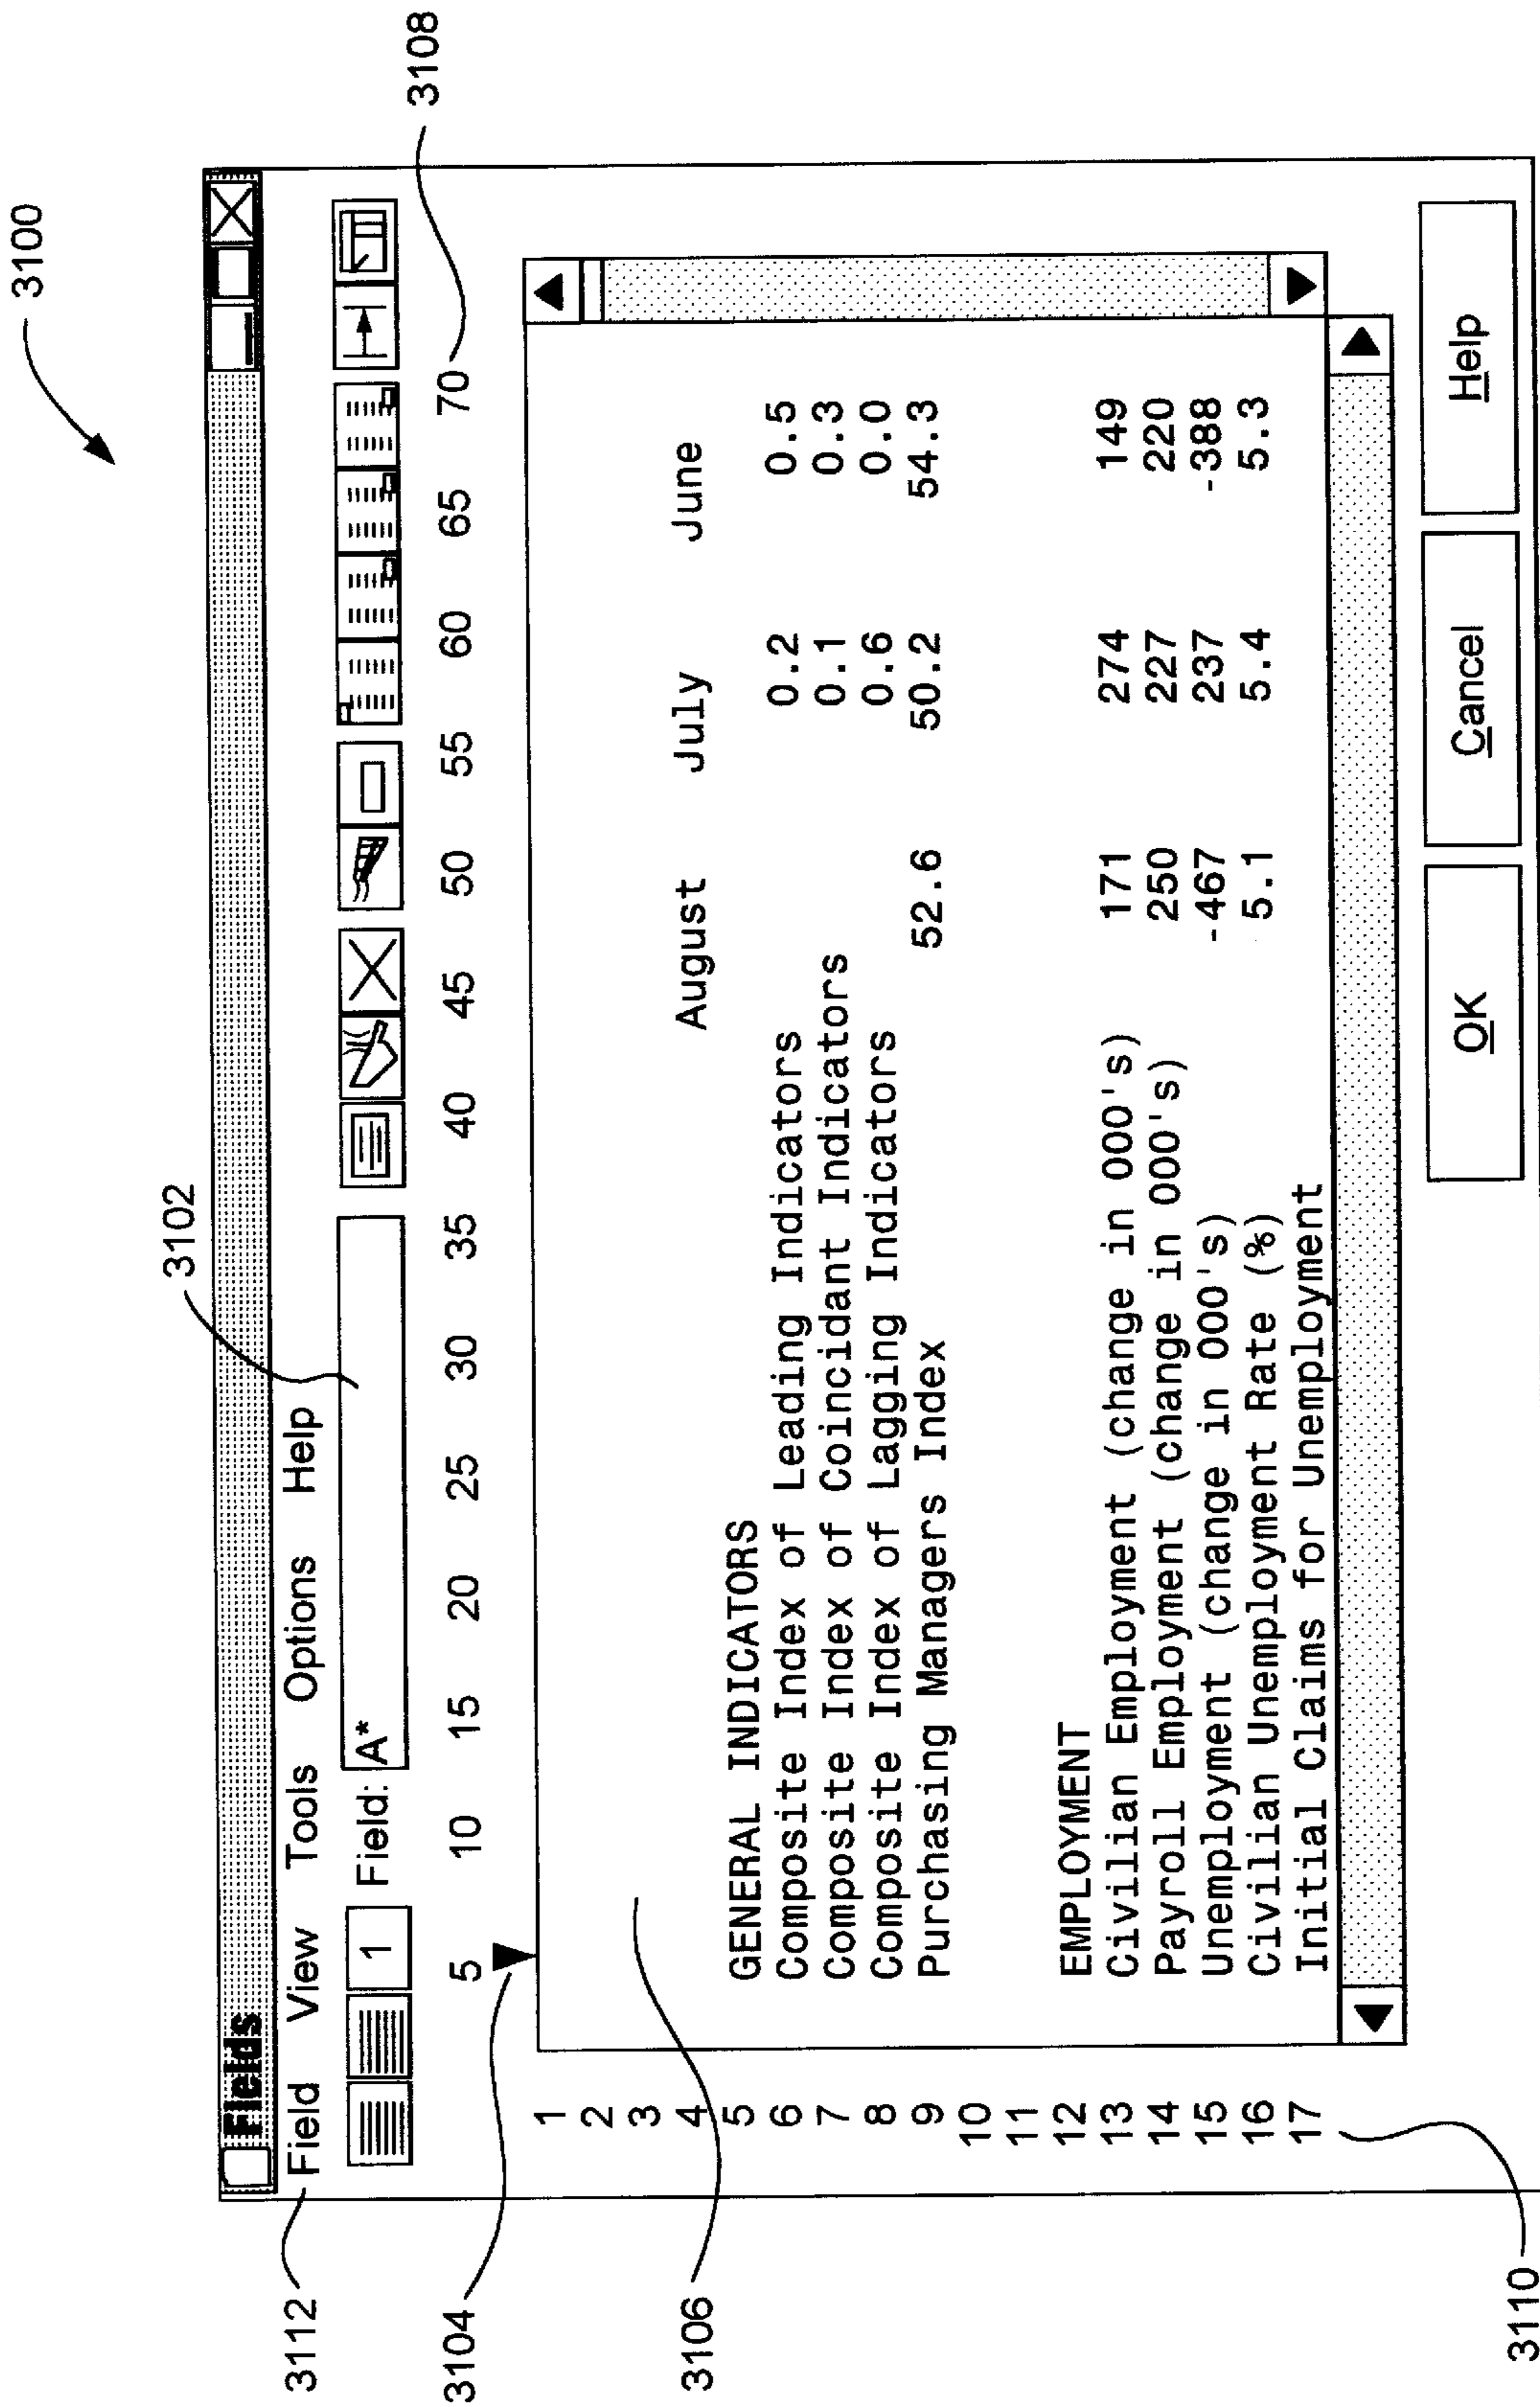 3100
Fields
3112
Field View Tools Options Help
3102
1 Field: A*
5 10 15 20 25 30 35 40 45 50 55 60 65 70
3108
3104
3106
1
2
3
4 August July June
5 GENERAL INDICATORS
6 Composite Index of Leading Indicators 0.2 0.5
7 Composite Index of Coincidant Indicators 0.1 0.3
8 Composite Index of Lagging Indicators 0.6 0.0
9 Purchasing Managers Index 52.6 50.2 54.3
10
11
12 EMPLOYMENT
13 Civilian Employment (change in 000's) 171 274 149
14 Payroll Employment (change in 000's) 250 227 220
15 Unemployment (change in 000's) -467 237 -388
16 Civilian Unemployment Rate (%) 5.1 5.4 5.3
17 Initial Claims for Unemployment
3110
OK Cancel Help